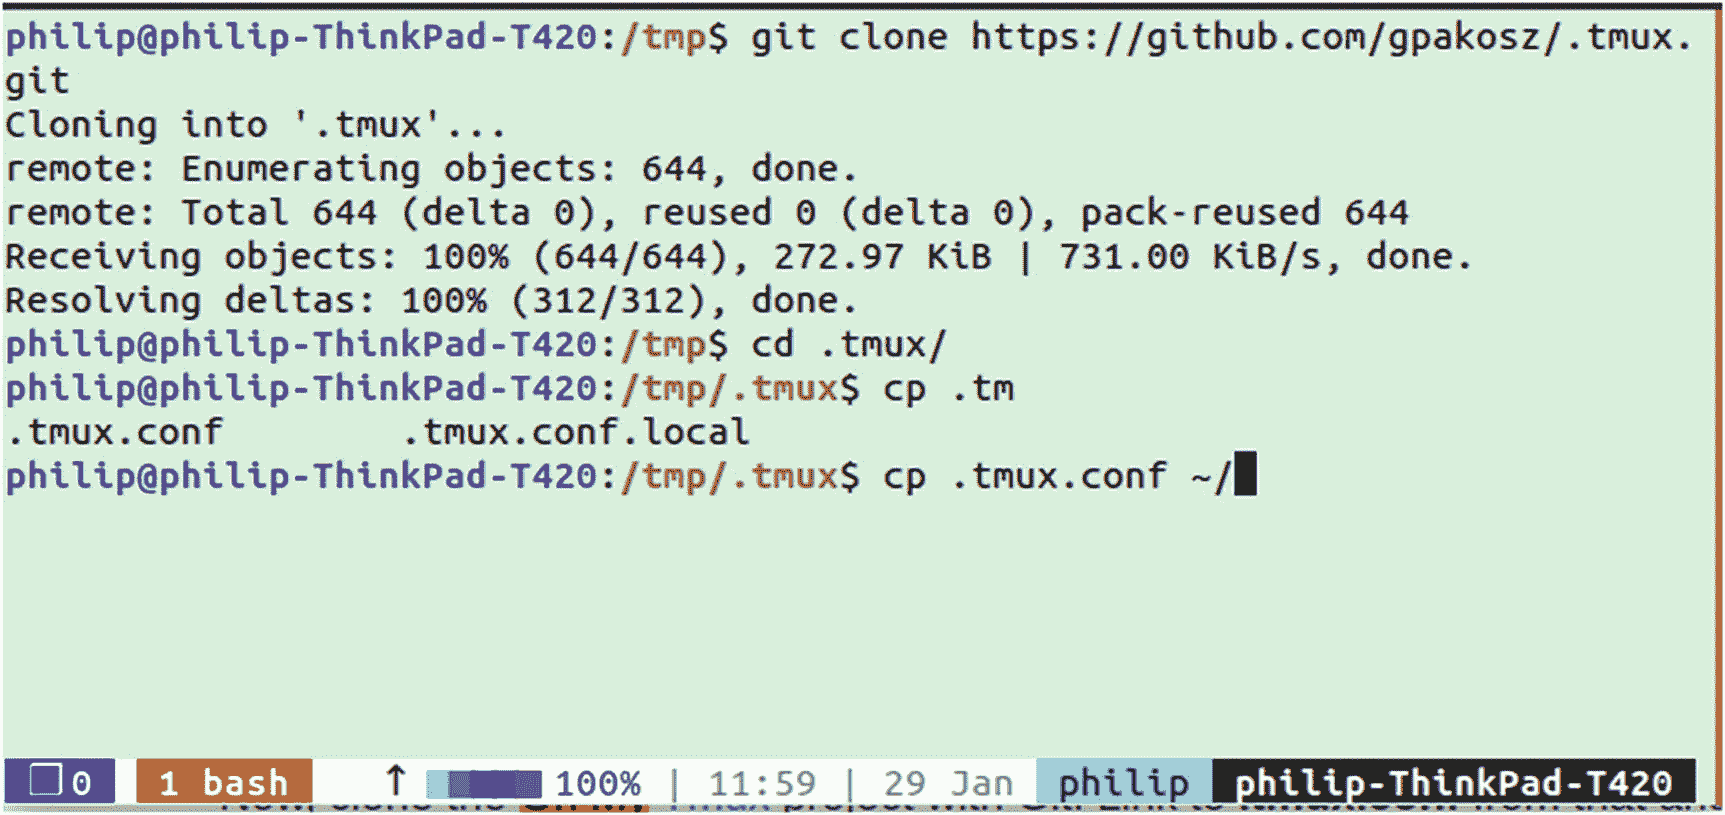 philip@philip-ThinkPad-T420:/tmp$ git clone https://github.com/gpakosz/.tmux.
git
Cloning into '.tmux'...
remote: Enumerating objects: 644, done.
remote: Total 644 (delta 0), reused 0 (delta 0), pack-reused 644
Receiving objects: 100% (644/644), 272.97 KiB | 731.00 KiB/s, done.
Resolving deltas: 100% (312/312), done.
philip@philip-ThinkPad-T420:/tmp$ cd .tmux/
philip@philip-ThinkPad-T420:/tmp/.tmux$ cp .tm
.tmux.conf        .tmux.conf.local
philip@philip-ThinkPad-T420:/tmp/.tmux$ cp .tmux.conf ~/
❐ 0  1 bash  ↑ 100% | 11:59 | 29 Jan  philip  philip-ThinkPad-T420